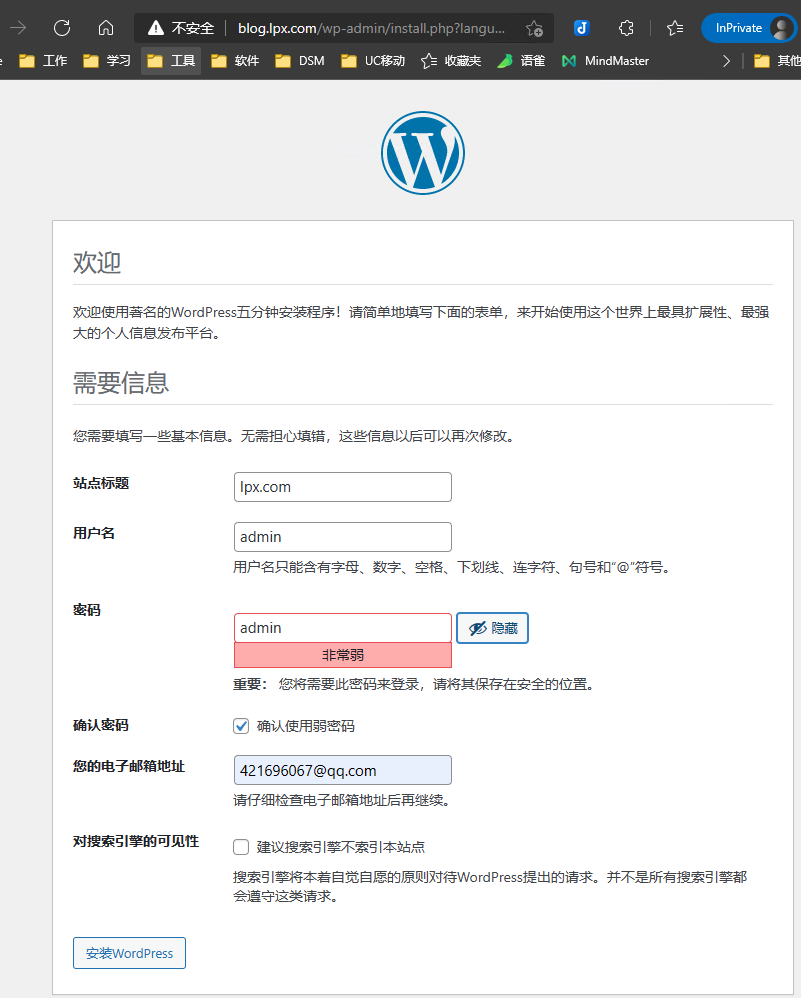 不安全 blog.lpx.com/wp-admin/install.php?langu... InPrivate
工作 学习 工具 软件 DSM UC移动 收藏夹 语雀 MindMaster 其他
欢迎
欢迎使用著名的WordPress五分钟安装程序！请简单地填写下面的表单，来开始使用这个世界上最具扩展性、最强
大的个人信息发布平台。
需要信息
您需要填写一些基本信息。无需担心填错，这些信息以后可以再次修改。
站点标题 lpx.com
用户名 admin
用户名只能含有字母、数字、空格、下划线、连字符、句号和“@”符号。
密码 admin 隐藏
非常弱
重要： 您将需要此密码来登录，请将其保存在安全的位置。
确认密码 确认使用弱密码
您的电子邮箱地址 421696067@qq.com
请仔细检查电子邮箱地址后再继续。
对搜索引擎的可见性 建议搜索引擎不索引本站点
搜索引擎将本着自觉自愿的原则对待WordPress提出的请求。并不是所有搜索引擎都
会遵守这类请求。
安装WordPress